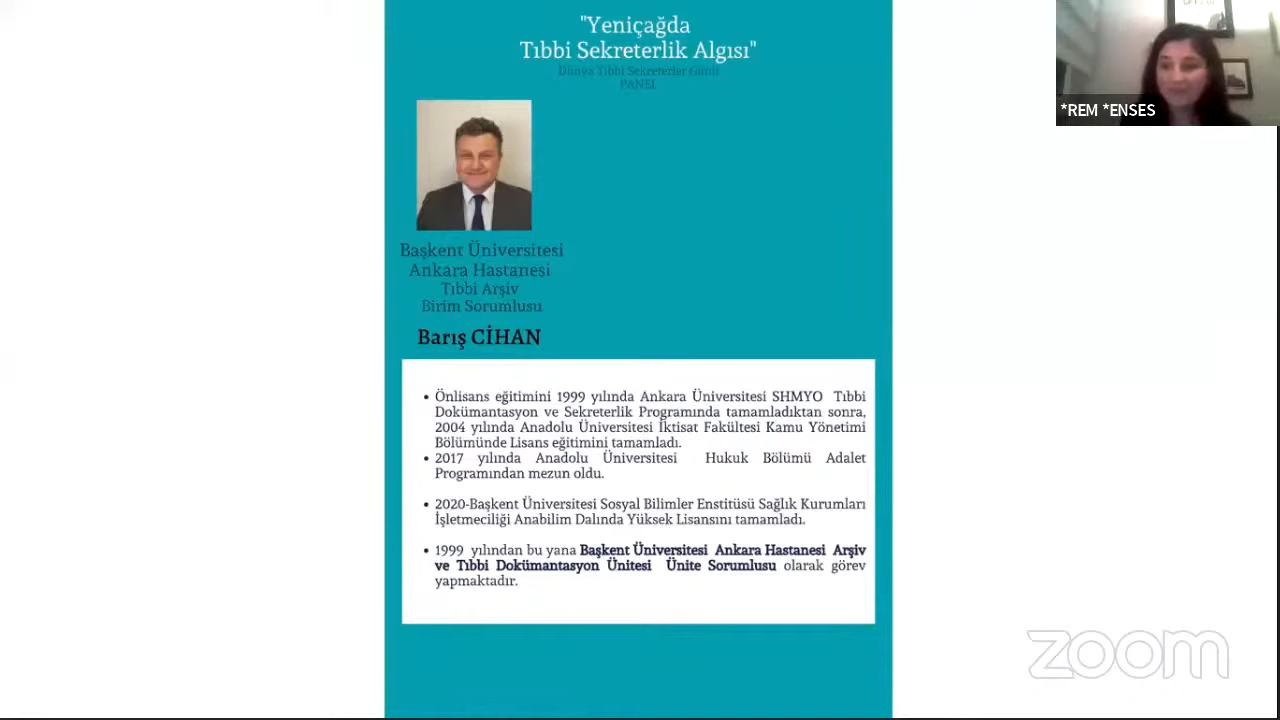 "Yeniçağda
Tıbbi Sekreterlik Algısı"
Dünya Tıbbi Sekreterler Günü
PANEL
*REM *ENSES
Başkent Üniversitesi
Ankara Hastanesi
Tıbbi Arşiv
Birim Sorumlusu
Barış CİHAN
• Önlisans eğitimini 1999 yılında Ankara Üniversitesi SHMYO Tıbbi
Dokümantasyon ve Sekreterlik Programında tamamladıktan sonra,
2004 yılında Anadolu Üniversitesi İktisat Fakültesi Kamu Yönetimi
Bölümünde Lisans eğitimini tamamladı.
• 2017 yılında Anadolu Üniversitesi Hukuk Bölümü Adalet
Programından mezun oldu.
• 2020-Başkent Üniversitesi Sosyal Bilimler Enstitüsü Sağlık Kurumları
İşletmeciliği Anabilim Dalında Yüksek Lisansını tamamladı.
• 1999 yılından bu yana Başkent Üniversitesi Ankara Hastanesi Arşiv
ve Tıbbi Dokümantasyon Ünitesi Ünite Sorumlusu olarak görev
yapmaktadır.
zoom